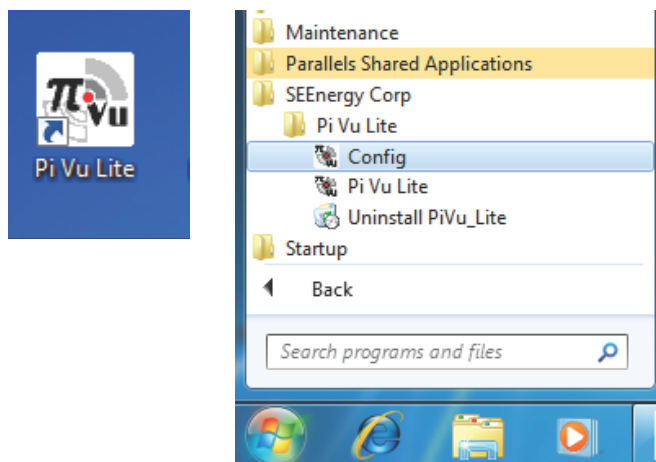 π Vu
Pi Vu Lite
Maintenance
Parallels Shared Applications
SEEnergy Corp
Pi Vu Lite
Config
Pi Vu Lite
Uninstall PiVu_Lite
Startup
Back
Search programs and files